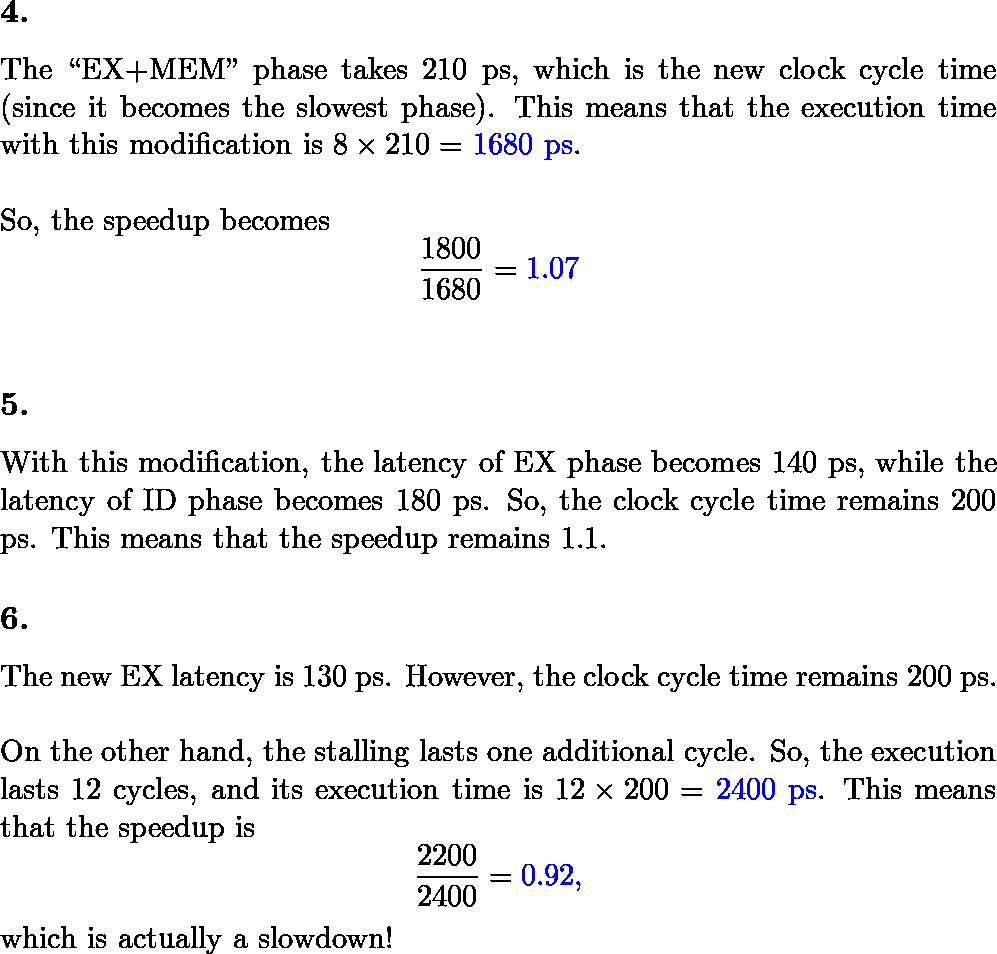 4.
The “EX+MEM” phase takes 210 ps, which is the new clock cycle time
(since it becomes the slowest phase). This means that the execution time
with this modification is 8 × 210 = 1680 ps.
So, the speedup becomes
1800
1680
= 1.07
5.
With this modification, the latency of EX phase becomes 140 ps, while the
latency of ID phase becomes 180 ps. So, the clock cycle time remains 200
ps. This means that the speedup remains 1.1.
6.
The new EX latency is 130 ps. However, the clock cycle time remains 200 ps.
On the other hand, the stalling lasts one additional cycle. So, the execution
lasts 12 cycles, and its execution time is 12 × 200 = 2400 ps. This means
that the speedup is
2200
2400
= 0.92,
which is actually a slowdown!